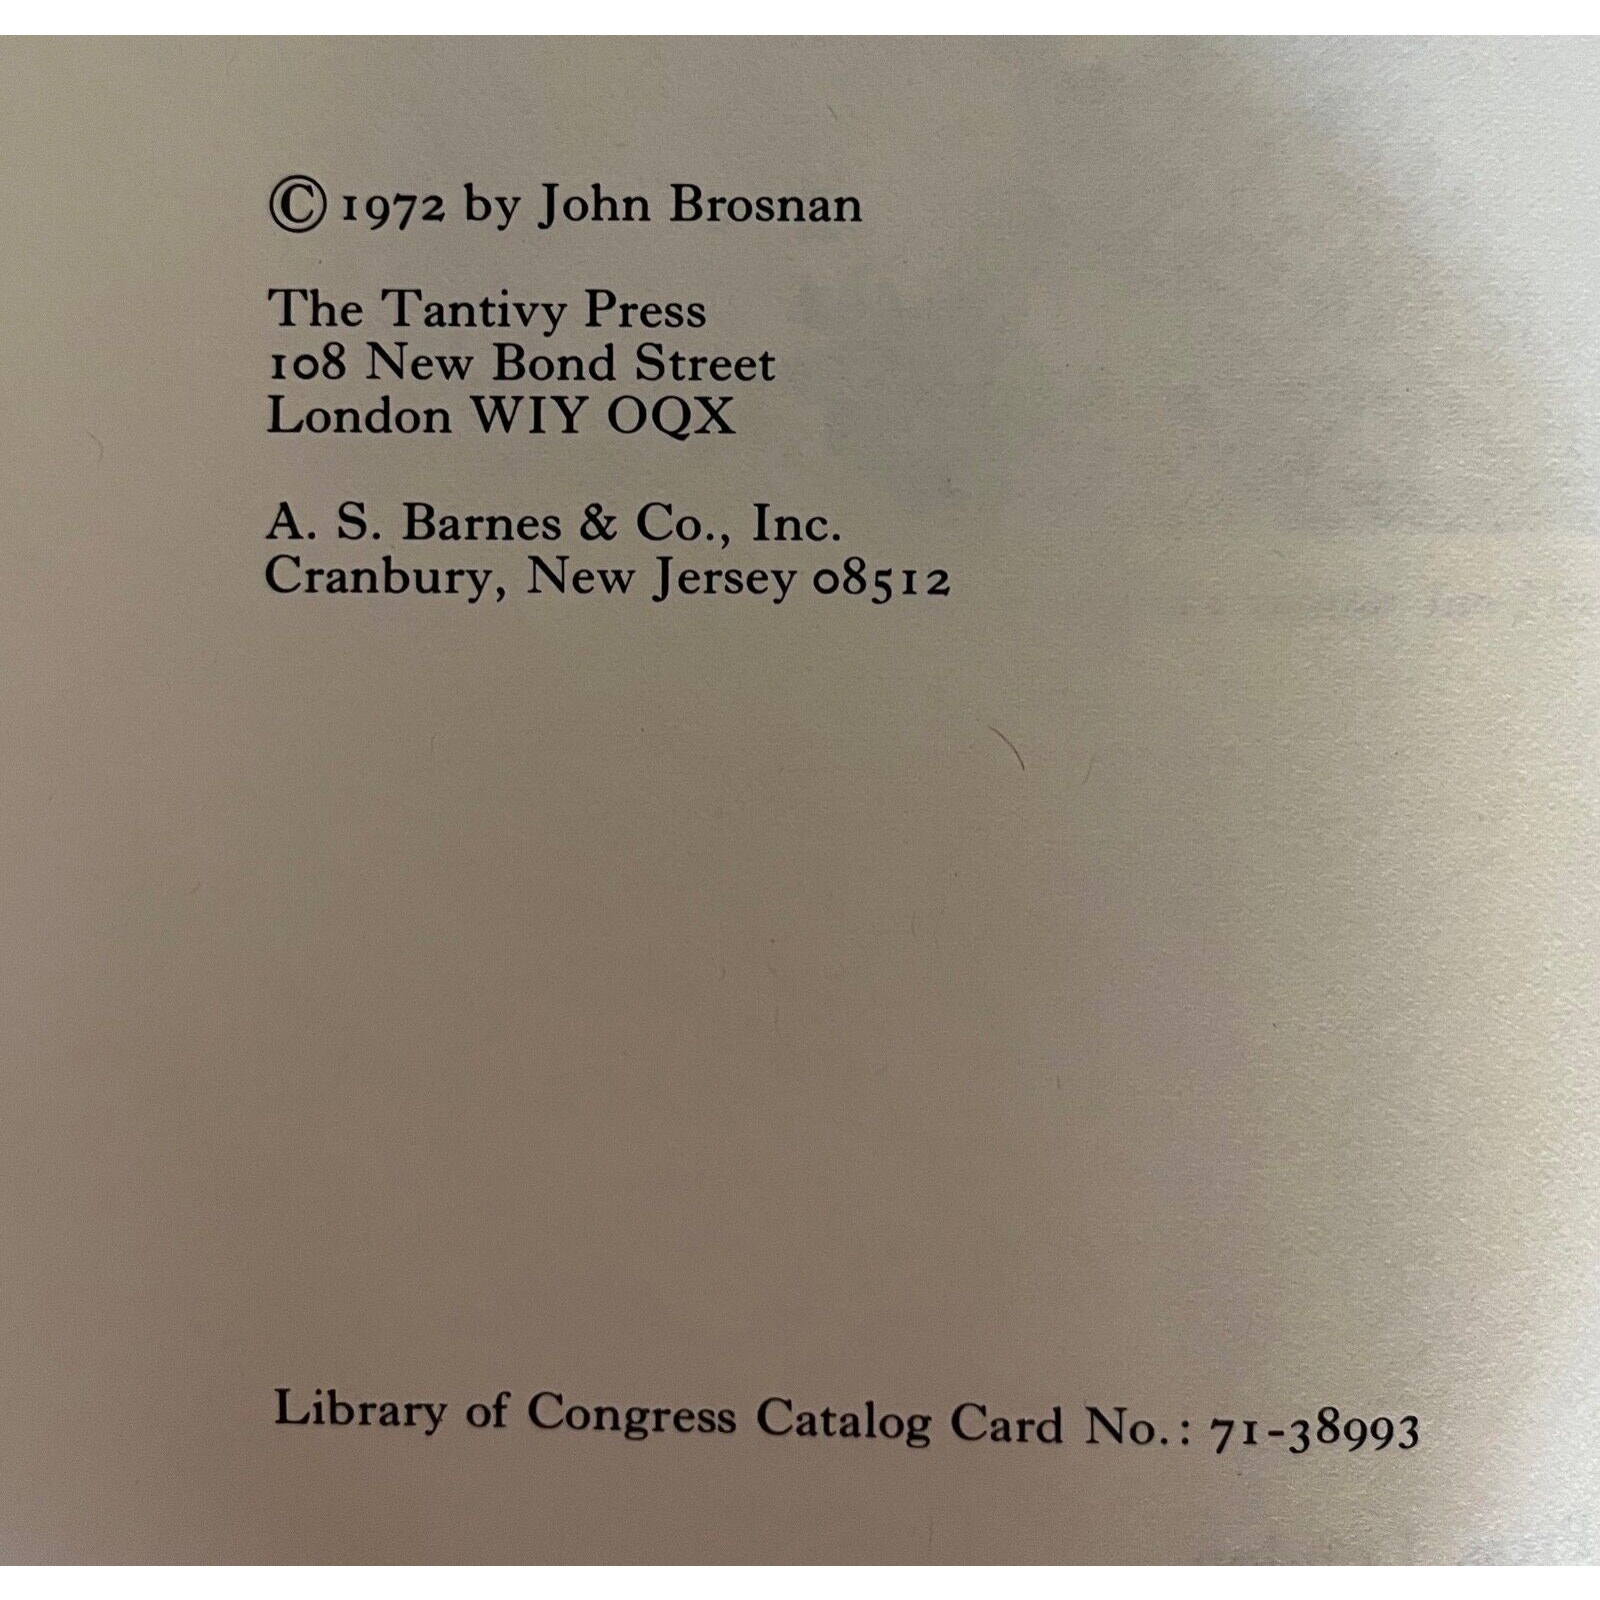 © 1972 by John Brosnan
The Tantivy Press
108 New Bond Street
London WIY OQX
A. S. Barnes & Co., Inc.
Cranbury, New Jersey 08512
Library of Congress Catalog Card No.: 71-38993